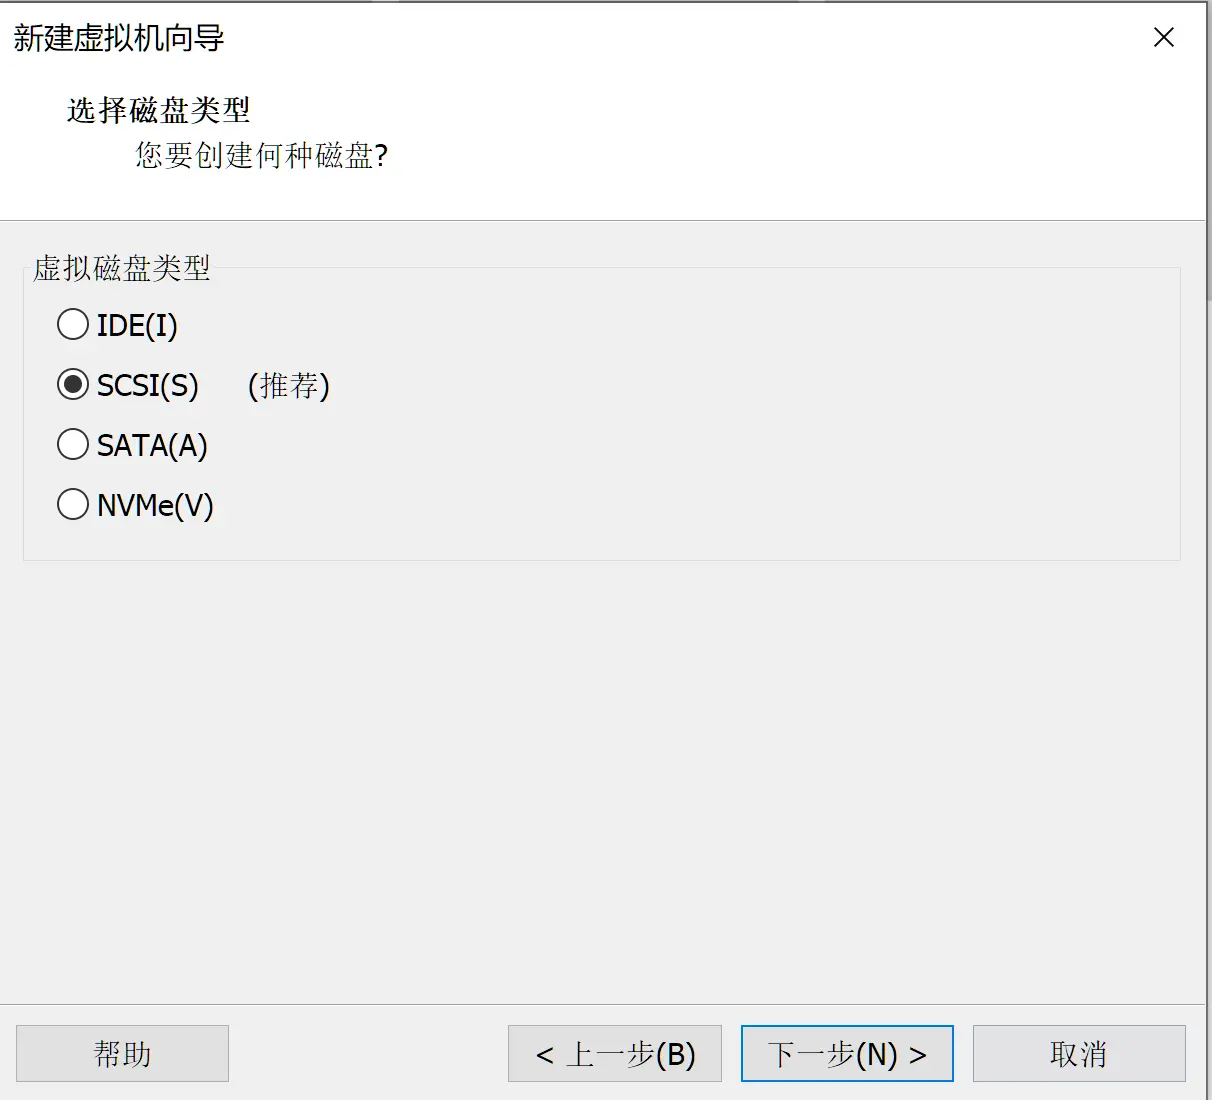 新建虚拟机向导
选择磁盘类型
您要创建何种磁盘?
虚拟磁盘类型
IDE(I)
SCSI(S) (推荐)
SATA(A)
NVMe(V)
帮助 < 上一步(B) 下一步(N) > 取消